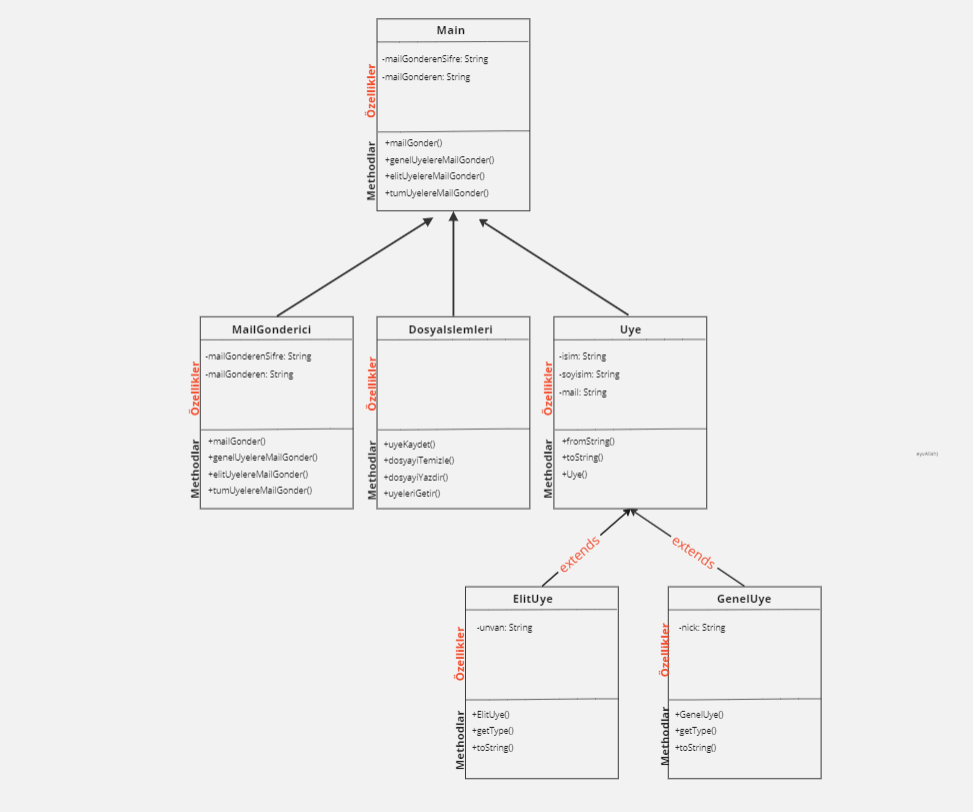 Main
Özellikler
-mailGonderenSifre: String
-mailGonderen: String
Methodlar
+mailGonder()
+genelUyelereMailGonder()
+elitUyelereMailGonder()
+tumUyelereMailGonder()
MailGonderici
Özellikler
-mailGonderenSifre: String
-mailGonderen: String
Methodlar
+mailGonder()
+genelUyelereMailGonder()
+elitUyelereMailGonder()
+tumUyelereMailGonder()
DosyaIslemleri
Özellikler
Methodlar
+uyeKaydet()
+dosyayiTemizle()
+dosyayiYazdir()
+uyeleriGetir()
Uye
Özellikler
-isim: String
-soyisim: String
-mail: String
Methodlar
+fromString()
+toString()
+Uye()
extends
extends
ElitUye
Özellikler
-unvan: String
Methodlar
+ElitUye()
+getType()
+toString()
GenelUye
Özellikler
-nick: String
Methodlar
+GenelUye()
+getType()
+toString()